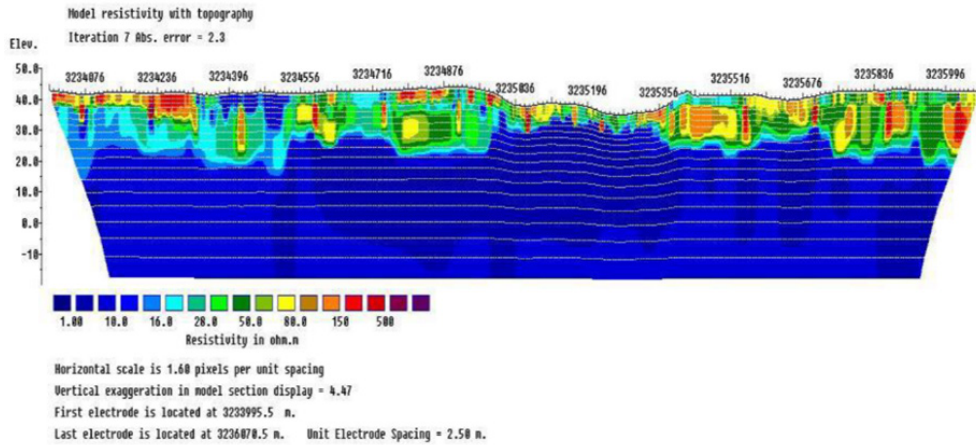 Model resistivity with topography
Iteration 7 Abs. error = 2.3
Elev.
50.0
3234076 3234236 3234396 3234556 3234716 3234876 3235036 3235196 3235356 3235516 3235676 3235836 3235996
40.0
30.0
20.0
10.0
0.0
-10
1.00 10.0 16.0 28.0 50.0 80.0 150 500
Resistivity in ohm.m
Horizontal scale is 1.60 pixels per unit spacing
Vertical exaggeration in model section display = 4.47
First electrode is located at 3233995.5 m.
Last electrode is located at 3236070.5 m. Unit Electrode Spacing = 2.50 m.